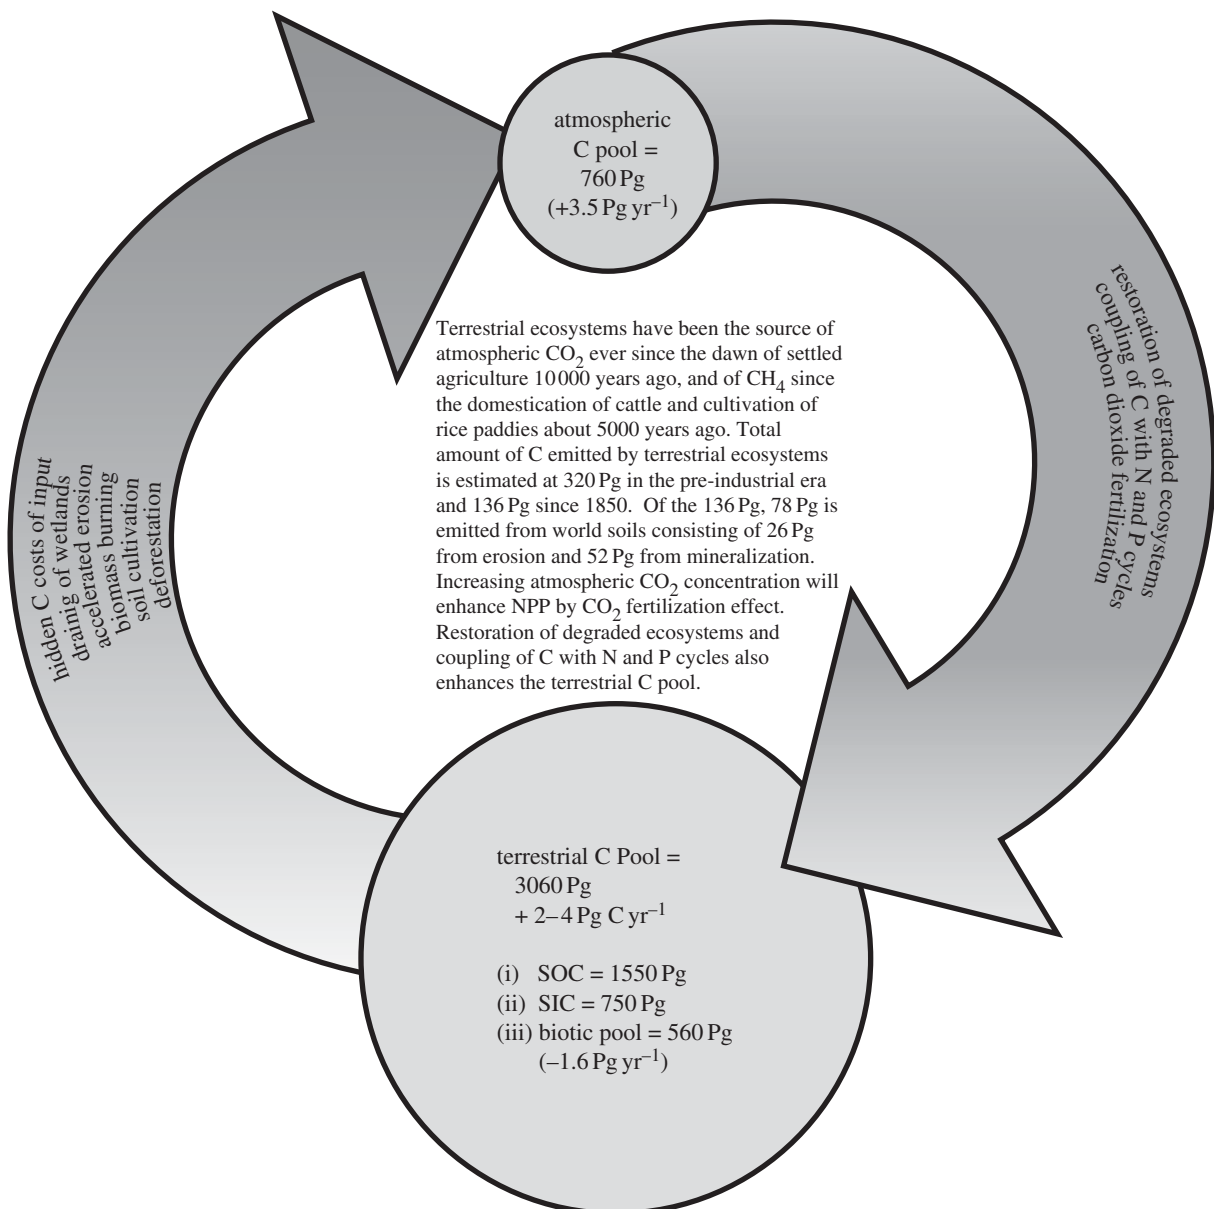 atmospheric
C pool =
760 Pg
(+3.5 Pg yr⁻¹)
restoration of degraded ecosystems
coupling of C with N and P cycles
carbon dioxide fertilization
Terrestrial ecosystems have been the source of
atmospheric CO₂ ever since the dawn of settled
agriculture 10 000 years ago, and of CH₄ since
the domestication of cattle and cultivation of
rice paddies about 5000 years ago. Total
amount of C emitted by terrestrial ecosystems
is estimated at 320 Pg in the pre-industrial era
and 136 Pg since 1850. Of the 136 Pg, 78 Pg is
emitted from world soils consisting of 26 Pg
from erosion and 52 Pg from mineralization.
Increasing atmospheric CO₂ concentration will
enhance NPP by CO₂ fertilization effect.
Restoration of degraded ecosystems and
coupling of C with N and P cycles also
enhances the terrestrial C pool.
hidden C costs of input
draining of wetlands
accelerated erosion
biomass burning
soil cultivation
deforestation
terrestrial C Pool =
3060 Pg
+ 2–4 Pg C yr⁻¹
(i) SOC = 1550 Pg
(ii) SIC = 750 Pg
(iii) biotic pool = 560 Pg
(–1.6 Pg yr⁻¹)